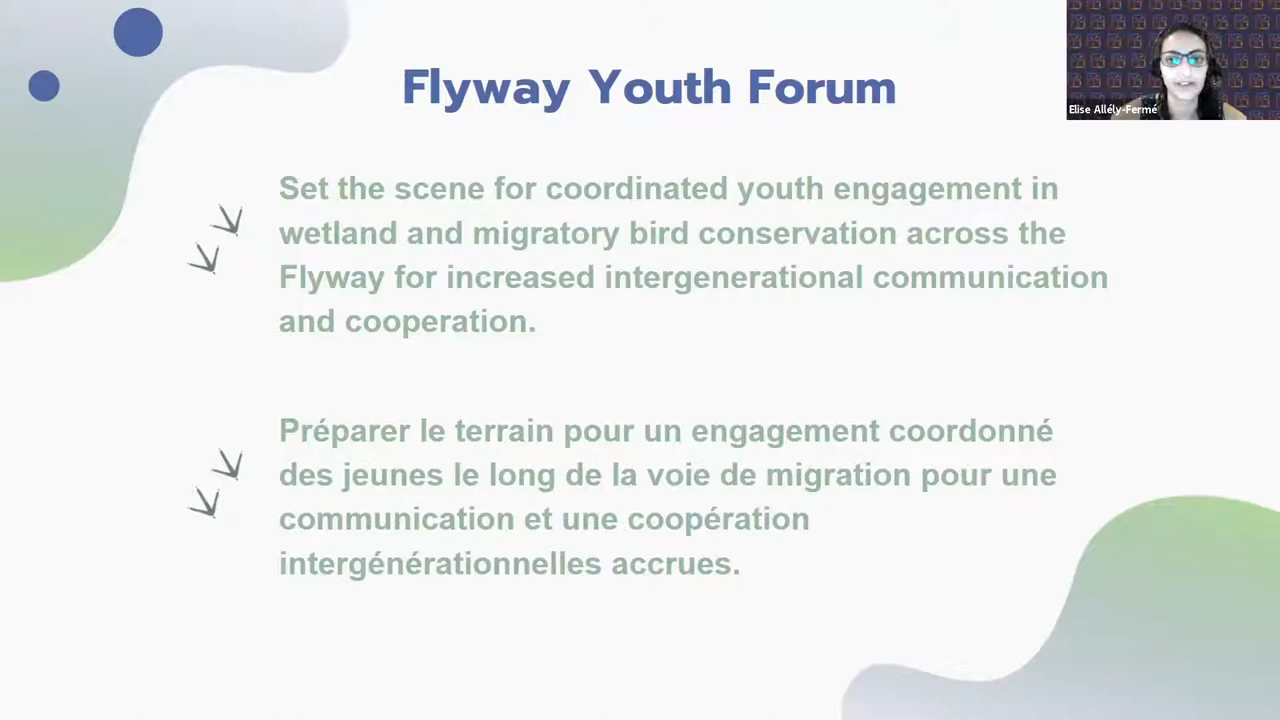 Flyway Youth Forum
Elise Allély-Fermé
Set the scene for coordinated youth engagement in
wetland and migratory bird conservation across the
Flyway for increased intergenerational communication
and cooperation.
Préparer le terrain pour un engagement coordonné
des jeunes le long de la voie de migration pour une
communication et une coopération
intergénérationnelles accrues.